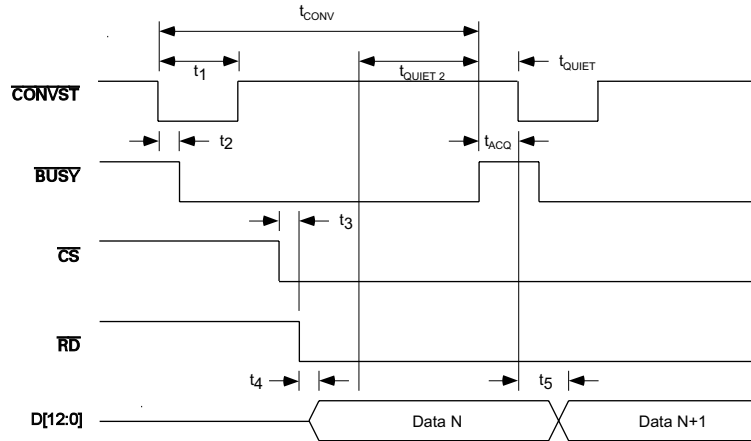 tCONV
t1
tQUIET 2
tQUIET
CONVST
t2
tACQ
BUSY
t3
CS
RD
t4
t5
D[12:0]
Data N
Data N+1